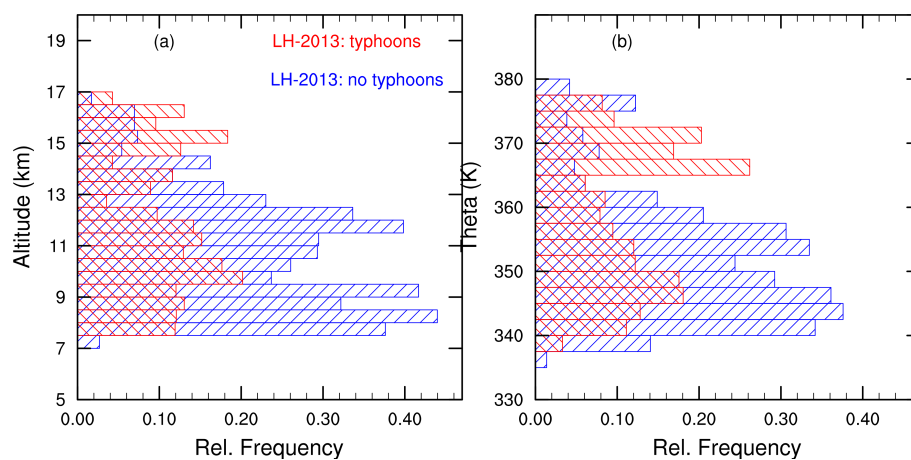 (a)
LH-2013: typhoons
LH-2013: no typhoons
19
17
15
13
11
9
7
5
Altitude (km)
0.00 0.10 0.20 0.30 0.40
Rel. Frequency
(b)
380
370
360
350
340
330
Theta (K)
0.00 0.10 0.20 0.30 0.40
Rel. Frequency